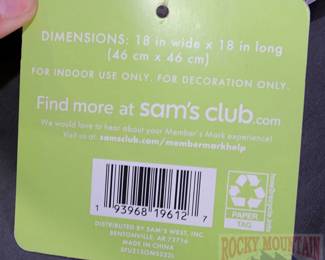 DIMENSIONS: 18 in wide x 18 in long
(46 cm x 46 cm)
FOR INDOOR USE ONLY. FOR DECORATION ONLY.
Find more at sam's club.com
We would love to hear about your Member's Mark experience!
Visit us at: samsclub.com/membermarkhelp
1 93968 19612 7
how2recycle.info
PAPER
TAG
DISTRIBUTED BY SAM'S WEST, INC.
BENTONVILLE, AR 72716
MADE IN CHINA
ROCKY MOUNTAIN